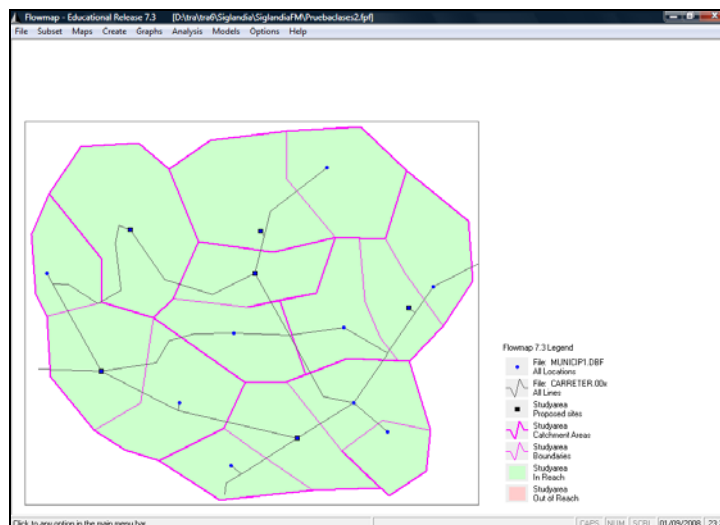 Flowmap - Educational Release 7.3 [D:\tra\tra6\Siglandia\SiglandiaFM\Pruebaclases2.fpf]
File Subset Maps Create Graphs Analysis Models Options Help
Flowmap 7.3 Legend
File: MUNICIP1.DBF
All Locations
File: CARRETER.00x
All Lines
Studyarea
Proposed sites
Studyarea
Catchment Areas
Studyarea
Boundaries
Studyarea
In Reach
Studyarea
Out of Reach
Click to any option in the main menu bar
CAPS NUM SCRL 01/09/2008